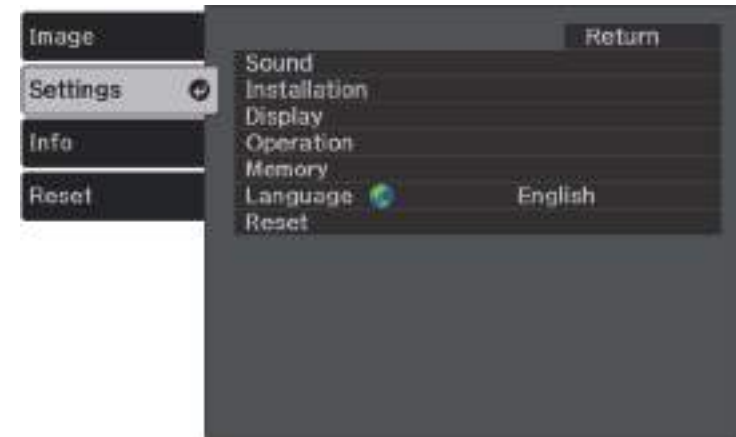 Image
Settings
Info
Reset
Return
Sound
Installation
Display
Operation
Memory
Language English
Reset